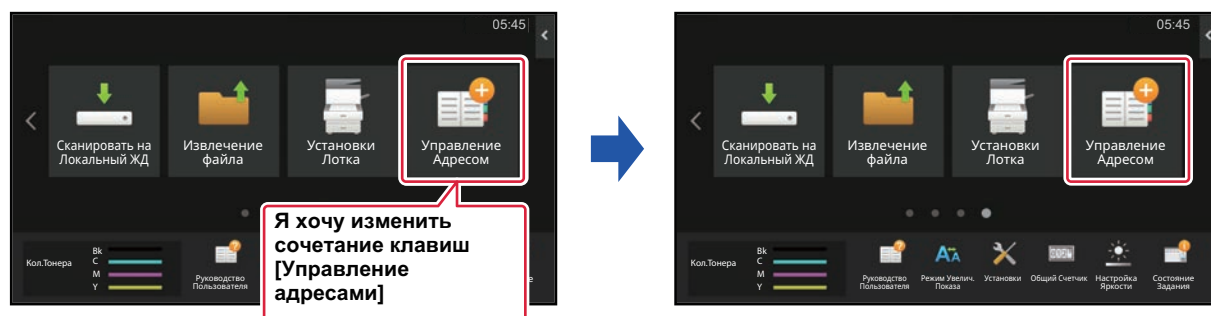 05:45
Сканировать на
Локальный ЖД
Извлечение
файла
Установки
Лотка
Управление
Адресом
Я хочу изменить
сочетание клавиш
[Управление
адресами]
Кол.Тонера
Bk
C
M
Y
Руководство
Пользователя
е
05:45
Сканировать на
Локальный ЖД
Извлечение
файла
Установки
Лотка
Управление
Адресом
Кол.Тонера
Bk
C
M
Y
Руководство
Пользователя
Режим Увелич.
Показа
Установки
Общий Счетчик
Настройка
Яркости
Состояние
Задания